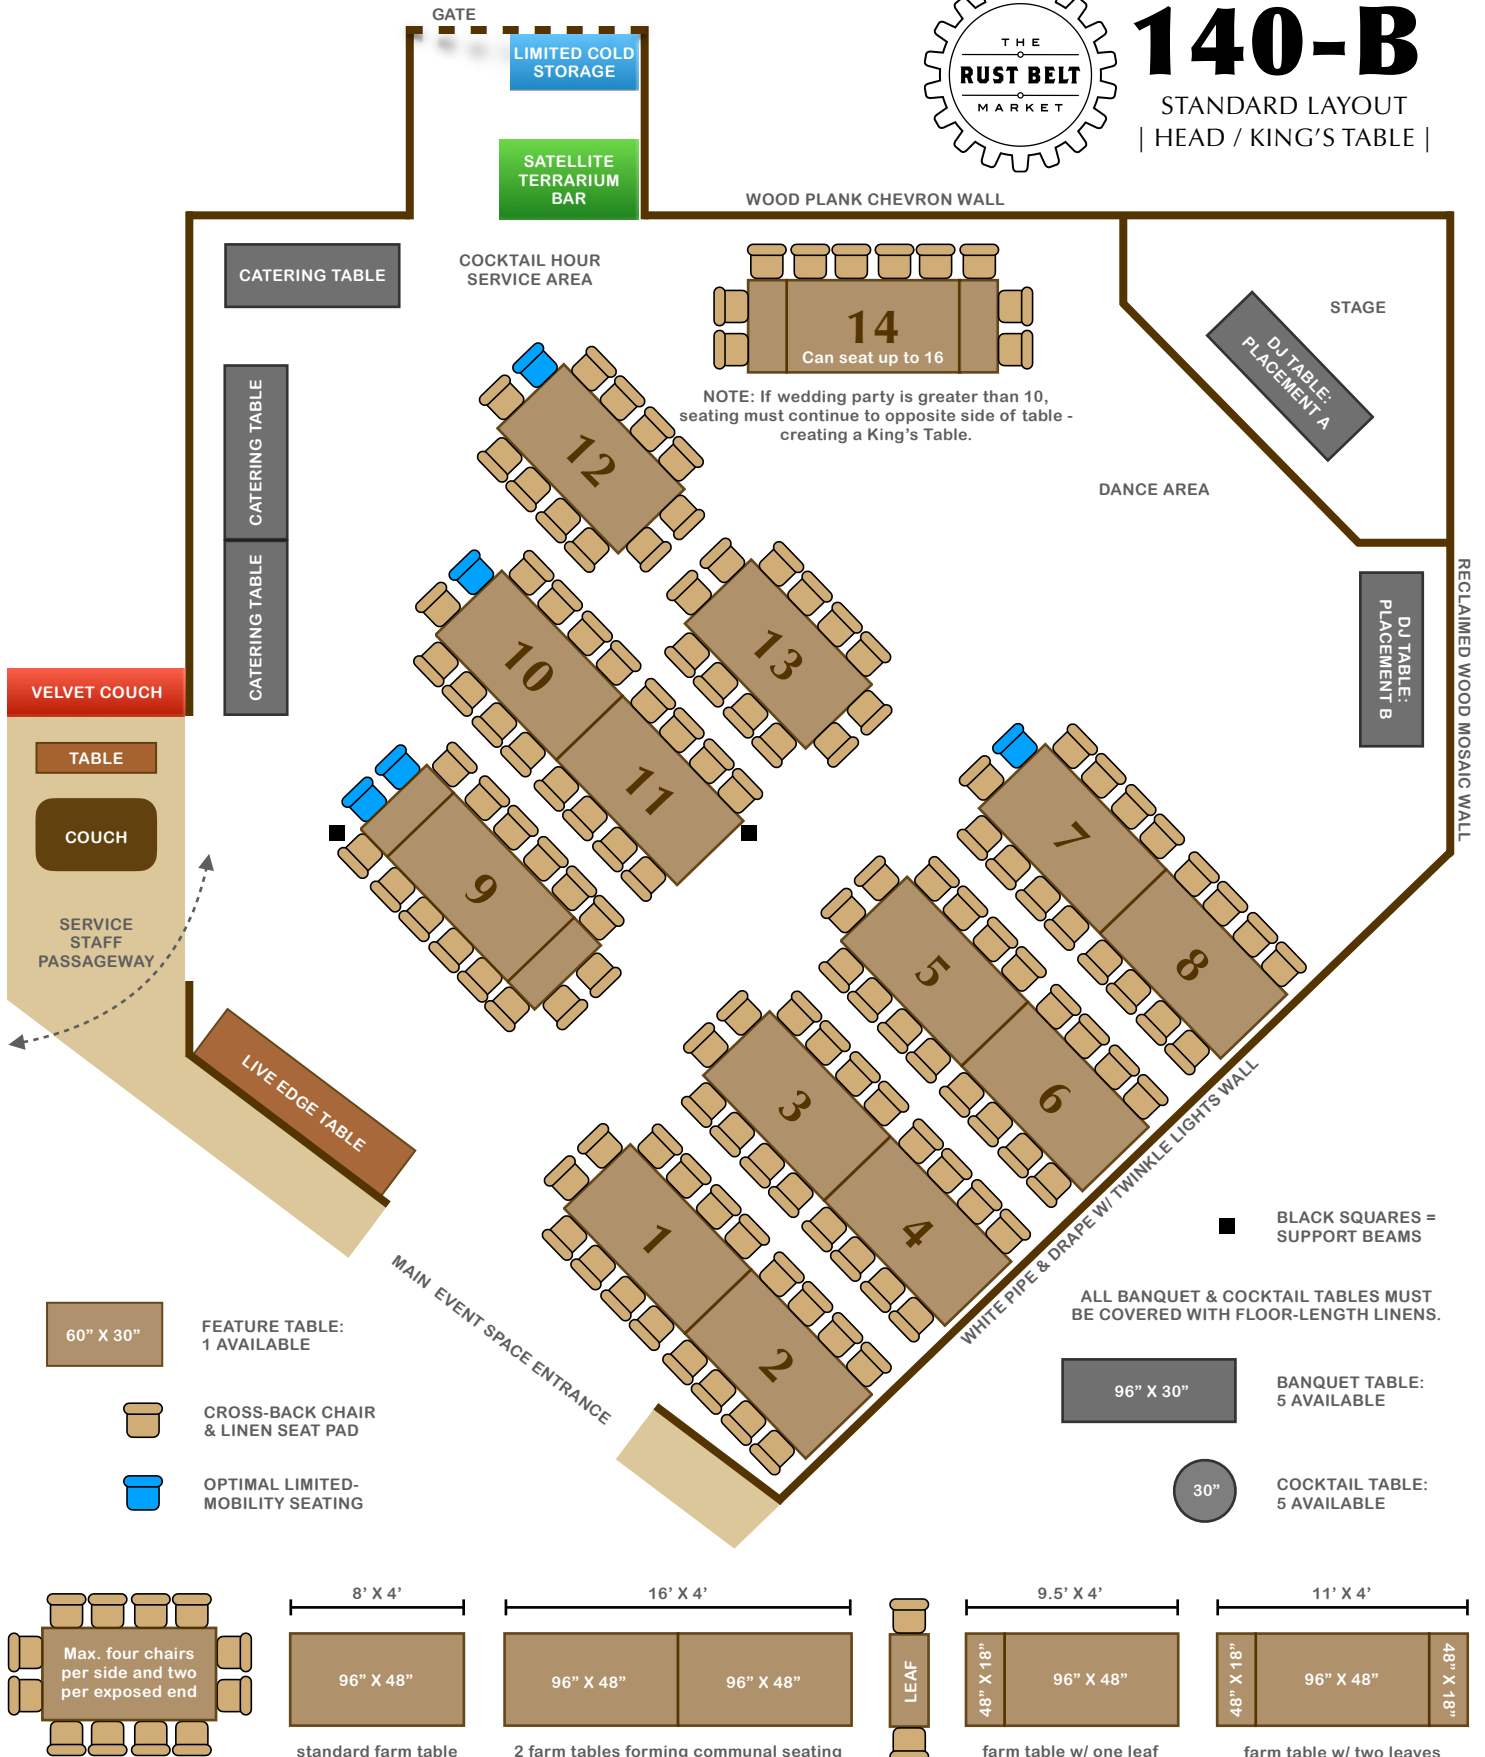 GATE
LIMITED COLD
STORAGE
THE
RUST BELT
MARKET
140-B
STANDARD LAYOUT
| HEAD / KING'S TABLE |
SATELLITE
TERRARIUM
BAR
WOOD PLANK CHEVRON WALL
CATERING TABLE
COCKTAIL HOUR
SERVICE AREA
14
Can seat up to 16
NOTE: If wedding party is greater than 10,
seating must continue to opposite side of table -
creating a King's Table.
STAGE
DJ TABLE:
PLACEMENT A
DANCE AREA
CATERING TABLE
CATERING TABLE
12
10
11
13
DJ TABLE:
PLACEMENT B
RECLAIMED WOOD MOSAIC WALL
VELVET COUCH
TABLE
COUCH
SERVICE
STAFF
PASSAGEWAY
9
7
8
5
6
3
4
1
2
LIVE EDGE TABLE
MAIN EVENT SPACE ENTRANCE
WHITE PIPE & DRAPE W/ TWINKLE LIGHTS WALL
BLACK SQUARES =
SUPPORT BEAMS
ALL BANQUET & COCKTAIL TABLES MUST
BE COVERED WITH FLOOR-LENGTH LINENS.
60” X 30”
FEATURE TABLE:
1 AVAILABLE
CROSS-BACK CHAIR
& LINEN SEAT PAD
OPTIMAL LIMITED-
MOBILITY SEATING
96” X 30”
BANQUET TABLE:
5 AVAILABLE
30”
COCKTAIL TABLE:
5 AVAILABLE
Max. four chairs
per side and two
per exposed end
8’ X 4’
96” X 48”
standard farm table
16’ X 4’
96” X 48”
96” X 48”
2 farm tables forming communal seating
LEAF
9.5’ X 4’
48” X 18”
96” X 48”
farm table w/ one leaf
11’ X 4’
48” X 18”
96” X 48”
48” X 18”
farm table w/ two leaves